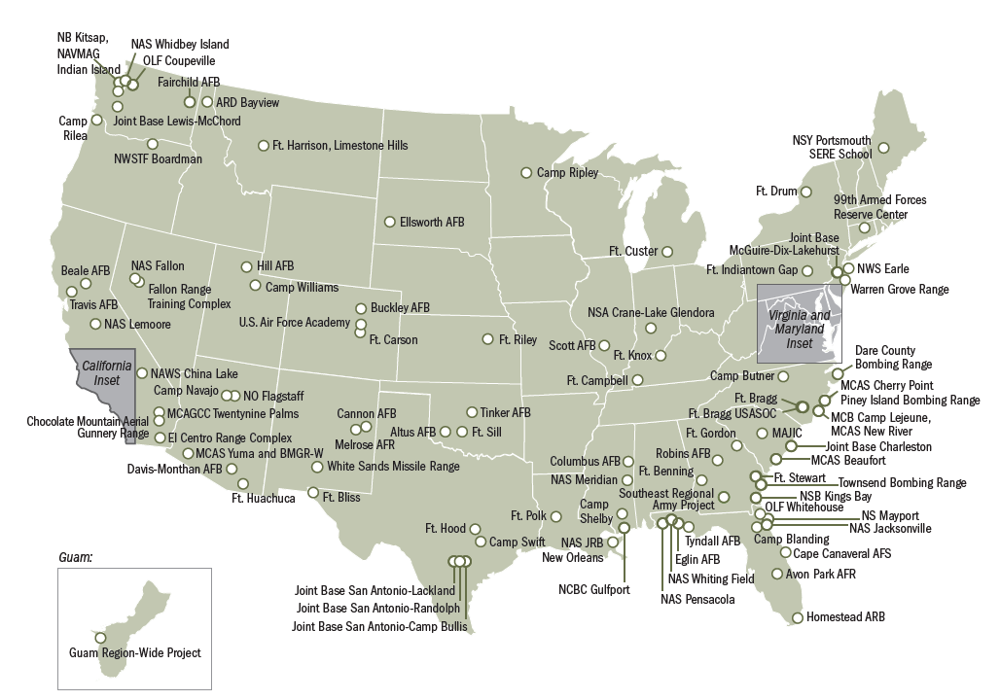 NB Kitsap,
NAVMAG
Indian Island
NAS Whidbey Island
OLF Coupeville
Fairchild AFB
ARD Bayview
Camp
Rilea
Joint Base Lewis-McChord
NWSTF Boardman
Ft. Harrison, Limestone Hills
Camp Ripley
NSY Portsmouth
SERE School
Ft. Drum
99th Armed Forces
Reserve Center
Ellsworth AFB
Joint Base
McGuire-Dix-Lakehurst
Ft. Custer
Ft. Indiantown Gap
NWS Earle
Warren Grove Range
Beale AFB
NAS Fallon
Hill AFB
Fallon Range
Training Complex
Camp Williams
Travis AFB
NAS Lemoore
Buckley AFB
U.S. Air Force Academy
Ft. Carson
Ft. Riley
NSA Crane-Lake Glendora
Scott AFB
Ft. Knox
Virginia and
Maryland
Inset
California
Inset
NAWS China Lake
Camp Navajo
NO Flagstaff
Ft. Campbell
Camp Butner
Dare County
Bombing Range
MCAS Cherry Point
Piney Island Bombing Range
Ft. Bragg
Ft. Bragg USASOC
MCB Camp Lejeune,
MCAS New River
MCAGCC Twentynine Palms
Chocolate Mountain Aerial
Gunnery Range
El Centro Range Complex
MCAS Yuma and BMGR-W
Davis-Monthan AFB
Ft. Huachuca
Cannon AFB
Melrose AFR
White Sands Missile Range
Ft. Bliss
Tinker AFB
Altus AFB
Ft. Sill
Ft. Gordon
MAJIC
Joint Base Charleston
MCAS Beaufort
Robins AFB
Columbus AFB
Ft. Benning
NAS Meridian
Ft. Stewart
Townsend Bombing Range
Southeast Regional
Army Project
NSB Kings Bay
OLF Whitehouse
NS Mayport
NAS Jacksonville
Camp Blanding
Ft. Polk
Camp
Shelby
Ft. Hood
Camp Swift
NAS JRB
New Orleans
Tyndall AFB
Eglin AFB
NAS Whiting Field
NAS Pensacola
NCBC Gulfport
Cape Canaveral AFS
Avon Park AFR
Homestead ARB
Joint Base San Antonio-Lackland
Joint Base San Antonio-Randolph
Joint Base San Antonio-Camp Bullis
Guam:
Guam Region-Wide Project